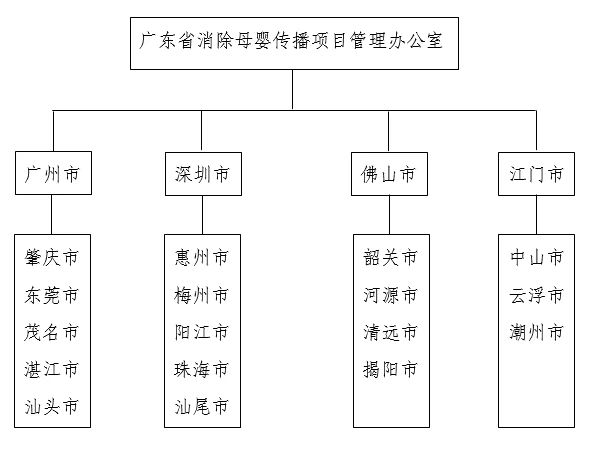 广东省消除母婴传播项目管理办公室
广州市
深圳市
佛山市
江门市
肇庆市
东莞市
茂名市
湛江市
汕头市
惠州市
梅州市
阳江市
珠海市
汕尾市
韶关市
河源市
清远市
揭阳市
中山市
云浮市
潮州市